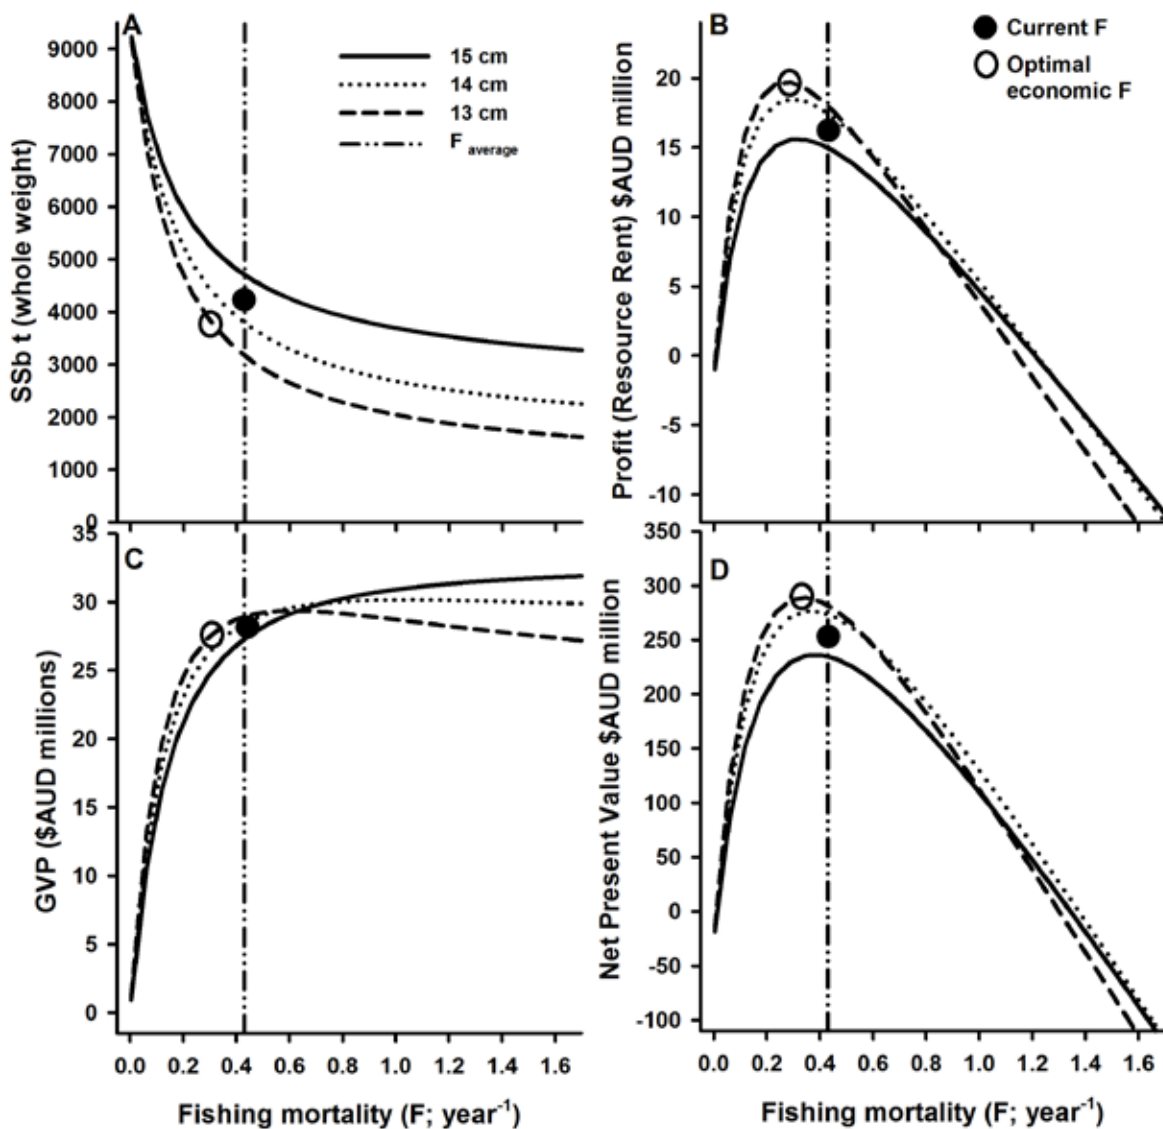 A
9000
8000
7000
6000
5000
4000
3000
2000
1000
0
SSb t (whole weight)
15 cm
14 cm
13 cm
F average
B
20
15
10
5
0
-5
-10
Profit (Resource Rent) $AUD million
Current F
Optimal
economic F
C
35
30
25
20
15
10
5
0
GVP ($AUD millions)
0.0 0.2 0.4 0.6 0.8 1.0 1.2 1.4 1.6
Fishing mortality (F; year-1)
D
350
300
250
200
150
100
50
0
-50
-100
Net Present Value $AUD million
0.0 0.2 0.4 0.6 0.8 1.0 1.2 1.4 1.6
Fishing mortality (F; year-1)